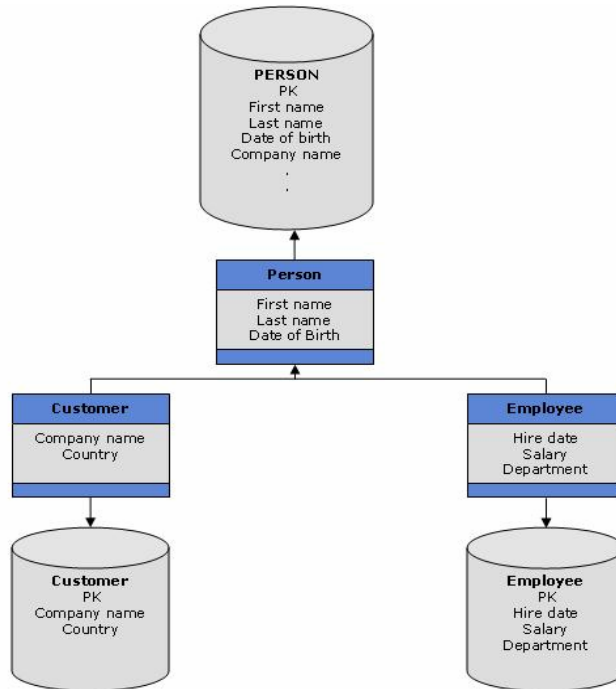 PERSON
PK
First name
Last name
Date of birth
Company name
.
.
Person
First name
Last name
Date of Birth
Customer
Company name
Country
Employee
Hire date
Salary
Department
Customer
PK
Company name
Country
Employee
PK
Hire date
Salary
Department